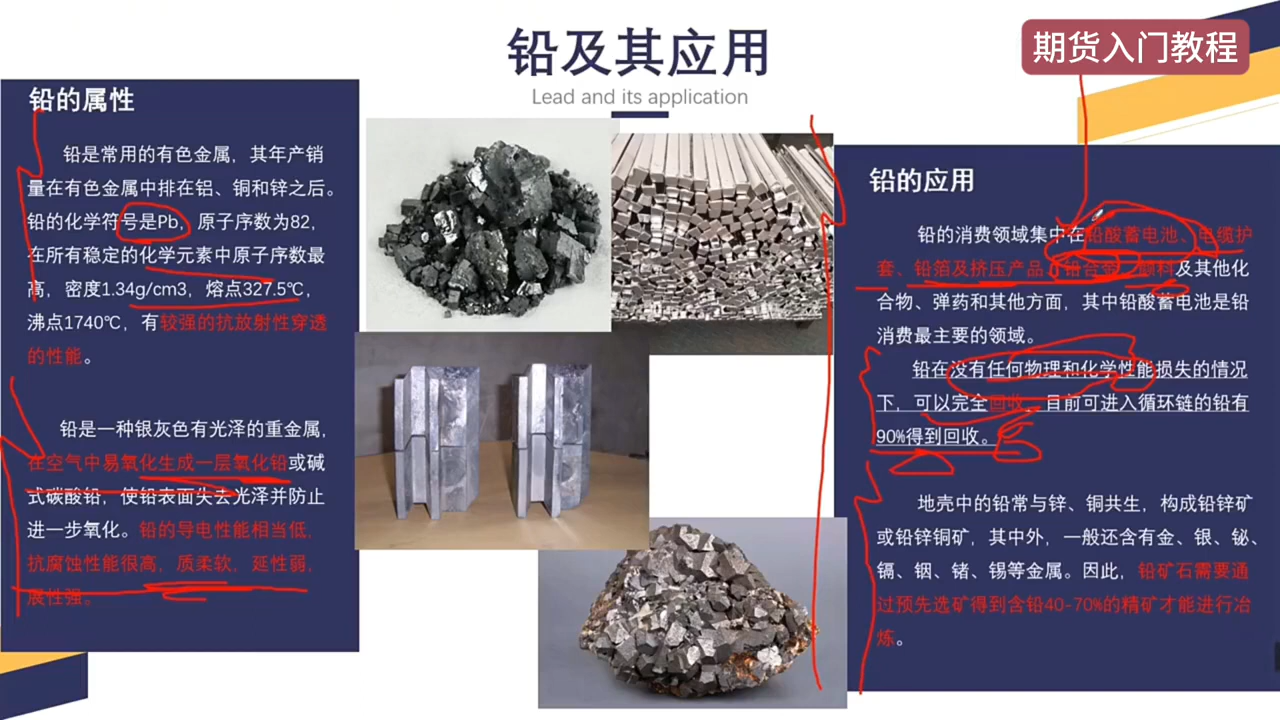 铅及其应用
Lead and its application
期货入门教程
铅的属性
铅是常用的有色金属，其年产销
量在有色金属中排在铝、铜和锌之后。
铅的化学符号是Pb，原子序数为82，
在所有稳定的化学元素中原子序数最
高，密度1.34g/cm3，熔点327.5℃，
沸点1740℃，有较强的抗放射性穿透
的性能。
铅是一种银灰色有光泽的重金属，
在空气中易氧化生成一层氧化铅或碱
式碳酸铅，使铅表面失去光泽并防止
进一步氧化。铅的导电性能相当低，
抗腐蚀性能很高，质柔软，延性弱，
展性强。
铅的应用
铅的消费领域集中在铅酸蓄电池、电缆护
套、铅箔及挤压产品、铅合金、颜料及其他化
合物、弹药和其他方面，其中铅酸蓄电池是铅
消费最主要的领域。
铅在没有任何物理和化学性能损失的情况
下，可以完全回收，目前可进入循环链的铅有
90%得到回收。
地壳中的铅常与锌、铜共生，构成铅锌矿
或铅锌铜矿，其中外，一般还含有金、银、铋、
镉、铟、锗、锡等金属。因此，铅矿石需要通
过预先选矿得到含铅40-70%的精矿才能进行冶
炼。